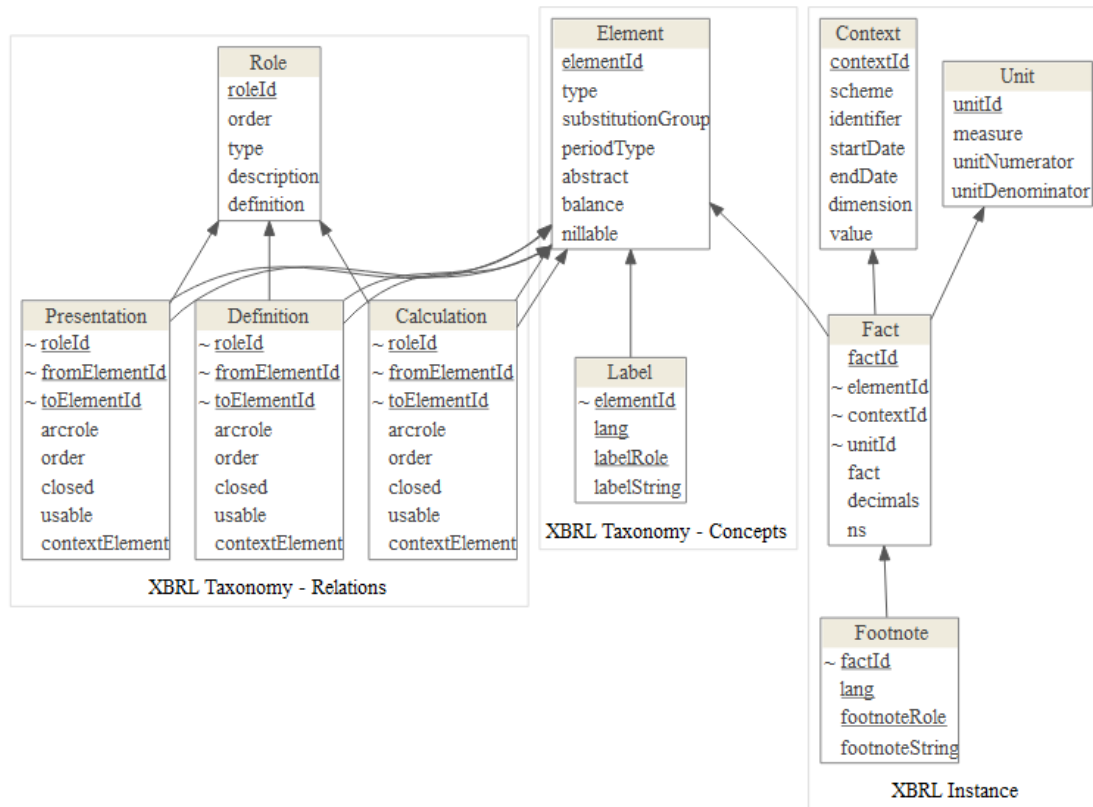 Role
roleId
order
type
description
definition
Presentation
~ roleId
~ fromElementId
~ toElementId
arcrole
order
closed
usable
contextElement
Definition
~ roleId
~ fromElementId
~ toElementId
arcrole
order
closed
usable
contextElement
Calculation
~ roleId
~ fromElementId
~ toElementId
arcrole
order
closed
usable
contextElement
XBRL Taxonomy - Relations
Element
elementId
type
substitutionGroup
periodType
abstract
balance
nillable
Label
~ elementId
lang
labelRole
labelString
XBRL Taxonomy - Concepts
Context
contextId
scheme
identifier
startDate
endDate
dimension
value
Unit
unitId
measure
unitNumerator
unitDenominator
Fact
factId
~ elementId
~ contextId
~ unitId
fact
decimals
ns
Footnote
~ factId
lang
footnoteRole
footnoteString
XBRL Instance